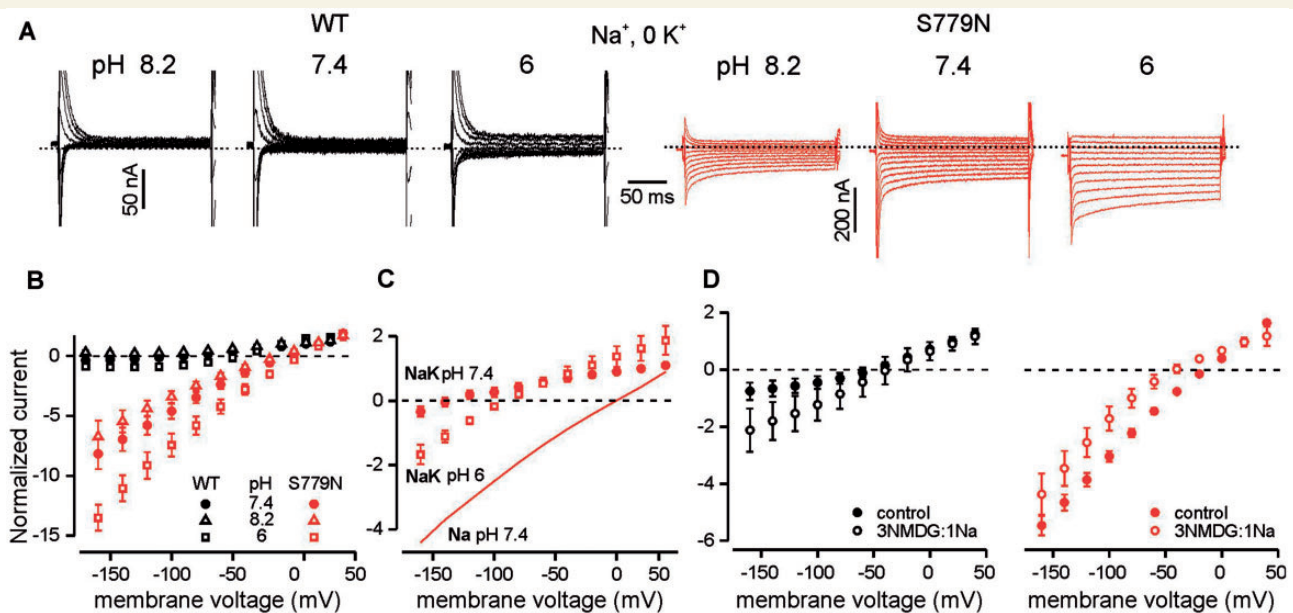 A
WT
Na⁺, 0 K⁺
S779N
pH 8.2 7.4 6
pH 8.2 7.4 6
50 nA
50 ms
200 nA
B
C
D
Normalized current
0
-5
-10
-15
WT pH S779N
7.4
8.2
6
-150 -100 -50 0 50
membrane voltage (mV)
2
0
-2
-4
NaK pH 7.4
NaK pH 6
Na pH 7.4
-150 -100 -50 0 50
membrane voltage (mV)
2
0
-2
-4
-6
control
3NMDG:1Na
-150 -100 -50 0 50
membrane voltage (mV)
control
3NMDG:1Na
-150 -100 -50 0 50
membrane voltage (mV)